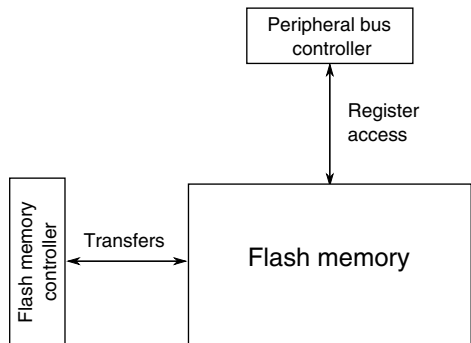 Peripheral bus
controller
Register
access
Flash memory
controller
Transfers
Flash memory